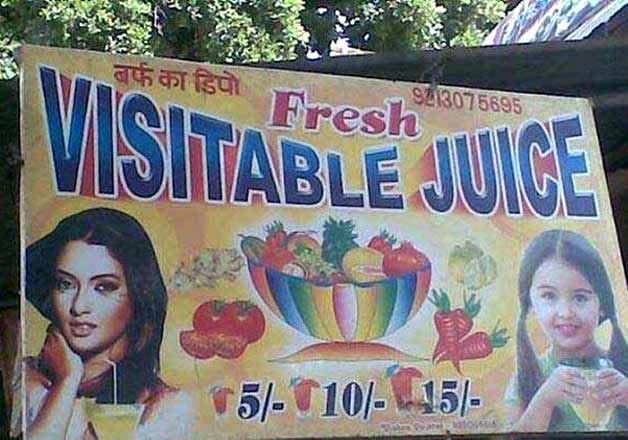 बर्फ का डिपो
9213075695
Fresh
VISITABLE JUICE
5/- 10/- 15/-